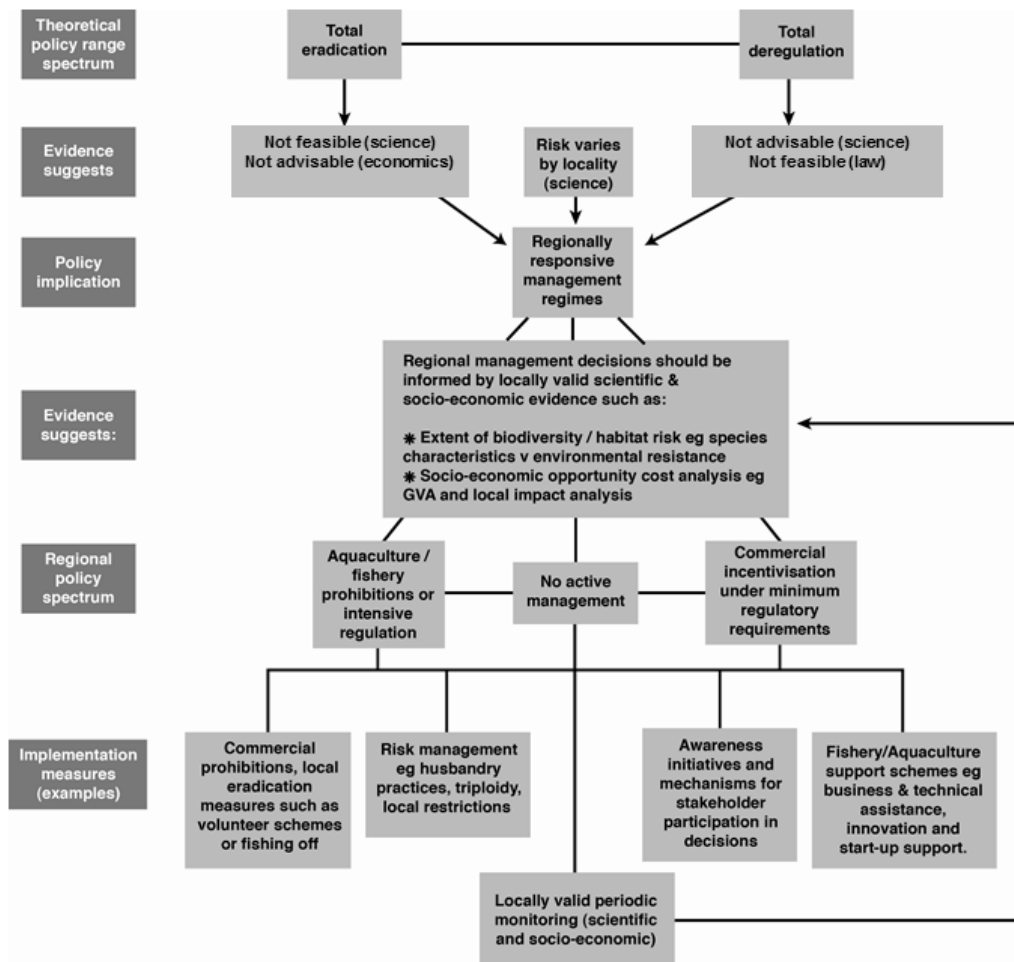 Theoretical
policy range
spectrum
Total
eradication
Total
deregulation
Evidence
suggests
Not feasible (science)
Not advisable (economics)
Risk varies
by locality
(science)
Not advisable (science)
Not feasible (law)
Policy
implication
Regionally
responsive
management
regimes
Evidence
suggests:
Regional management decisions should be
informed by locally valid scientific &
socio-economic evidence such as:
✷ Extent of biodiversity / habitat risk eg species
characteristics v environmental resistance
✷ Socio-economic opportunity cost analysis eg
GVA and local impact analysis
Regional
policy
spectrum
Aquaculture /
fishery
prohibitions or
intensive
regulation
No active
management
Commercial
incentivisation
under minimum
regulatory
requirements
Implementation
measures
(examples)
Commercial
prohibitions, local
eradication
measures such as
volunteer schemes
or fishing off
Risk management
eg husbandry
practices, triploidy,
local restrictions
Awareness
initiatives and
mechanisms for
stakeholder
participation in
decisions
Fishery/Aquaculture
support schemes eg
business & technical
assistance,
innovation and
start-up support.
Locally valid periodic
monitoring (scientific
and socio-economic)